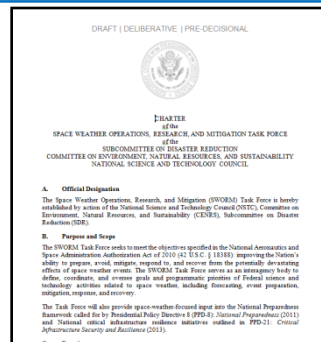 DRAFT | DELIBERATIVE | PRE-DECISIONAL
CHARTER
of the
SPACE WEATHER OPERATIONS, RESEARCH, AND MITIGATION TASK FORCE
of the
SUBCOMMITTEE ON DISASTER REDUCTION
COMMITTEE ON ENVIRONMENT, NATURAL RESOURCES, AND SUSTAINABILITY
NATIONAL SCIENCE AND TECHNOLOGY COUNCIL
A. Official Designation
The Space Weather Operations, Research, and Mitigation (SWORM) Task Force is hereby
established by action of the National Science and Technology Council (NSTC), Committee on
Environment, Natural Resources, and Sustainability (CENRS), Subcommittee on Disaster
Reduction (SDR).
B. Purpose and Scope
The SWORM Task Force seeks to meet the objectives specified in the National Aeronautics and
Space Administration Authorization Act of 2010 (42 U.S.C. § 18388): improving the Nation's
ability to prepare, avoid, mitigate, respond to, and recover from the potentially devastating
effects of space weather events. The SWORM Task Force serves as an interagency body to
define, coordinate, and oversee goals and programmatic priorities of Federal science and
technology activities related to space weather, including forecasting, event preparation,
mitigation, response, and recovery.
The Task Force will also provide space-weather-focused input into the National Preparedness
framework called for by Presidential Policy Directive 8 (PPD-8): National Preparedness (2011)
and National critical infrastructure resilience initiatives outlined in PPD-21: Critical
Infrastructure Security and Resilience (2013).